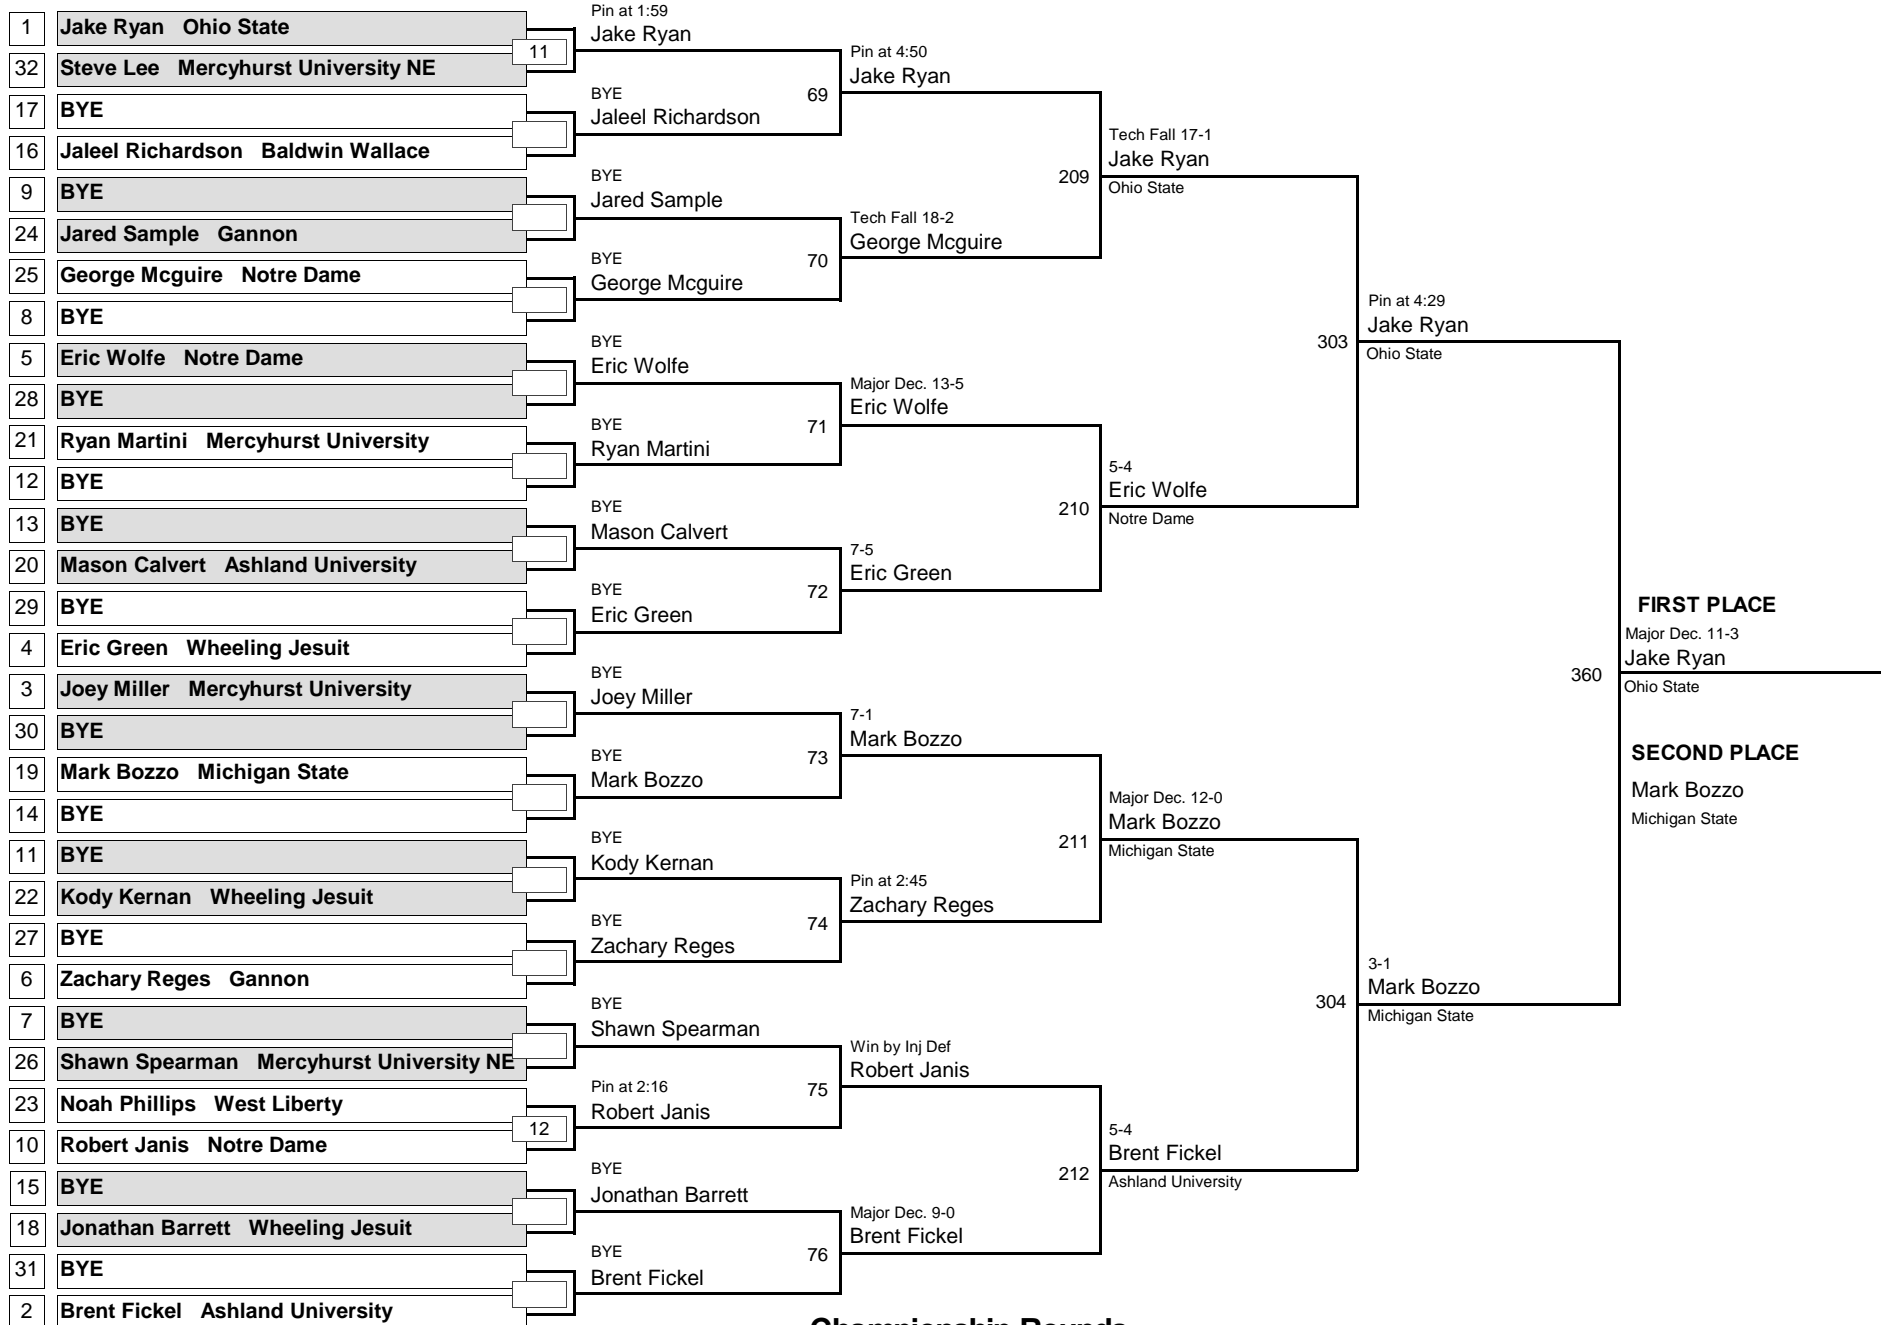 1 Jake Ryan Ohio State
32 Steve Lee Mercyhurst University NE
17 BYE
16 Jaleel Richardson Baldwin Wallace
9 BYE
24 Jared Sample Gannon
25 George Mcguire Notre Dame
8 BYE
5 Eric Wolfe Notre Dame
28 BYE
21 Ryan Martini Mercyhurst University
12 BYE
13 BYE
20 Mason Calvert Ashland University
29 BYE
4 Eric Green Wheeling Jesuit
3 Joey Miller Mercyhurst University
30 BYE
19 Mark Bozzo Michigan State
14 BYE
11 BYE
22 Kody Kernan Wheeling Jesuit
27 BYE
6 Zachary Reges Gannon
7 BYE
26 Shawn Spearman Mercyhurst University NE
23 Noah Phillips West Liberty
10 Robert Janis Notre Dame
15 BYE
18 Jonathan Barrett Wheeling Jesuit
31 BYE
2 Brent Fickel Ashland University
11
12
Pin at 1:59
Jake Ryan
BYE
Jaleel Richardson
BYE
Jared Sample
BYE
George Mcguire
BYE
Eric Wolfe
BYE
Ryan Martini
BYE
Mason Calvert
BYE
Eric Green
BYE
Joey Miller
BYE
Mark Bozzo
BYE
Kody Kernan
BYE
Zachary Reges
BYE
Shawn Spearman
Pin at 2:16
Robert Janis
BYE
Jonathan Barrett
BYE
Brent Fickel
69
70
71
72
73
74
75
76
Pin at 4:50
Jake Ryan
Tech Fall 18-2
George Mcguire
Major Dec. 13-5
Eric Wolfe
7-5
Eric Green
7-1
Mark Bozzo
Pin at 2:45
Zachary Reges
Win by Inj Def
Robert Janis
Major Dec. 9-0
Brent Fickel
209
210
211
212
Tech Fall 17-1
Jake Ryan
Ohio State
5-4
Eric Wolfe
Notre Dame
Major Dec. 12-0
Mark Bozzo
Michigan State
5-4
Brent Fickel
Ashland University
303
304
Pin at 4:29
Jake Ryan
Ohio State
3-1
Mark Bozzo
Michigan State
360
FIRST PLACE
Major Dec. 11-3
Jake Ryan
Ohio State
SECOND PLACE
Mark Bozzo
Michigan State
Championship Rounds